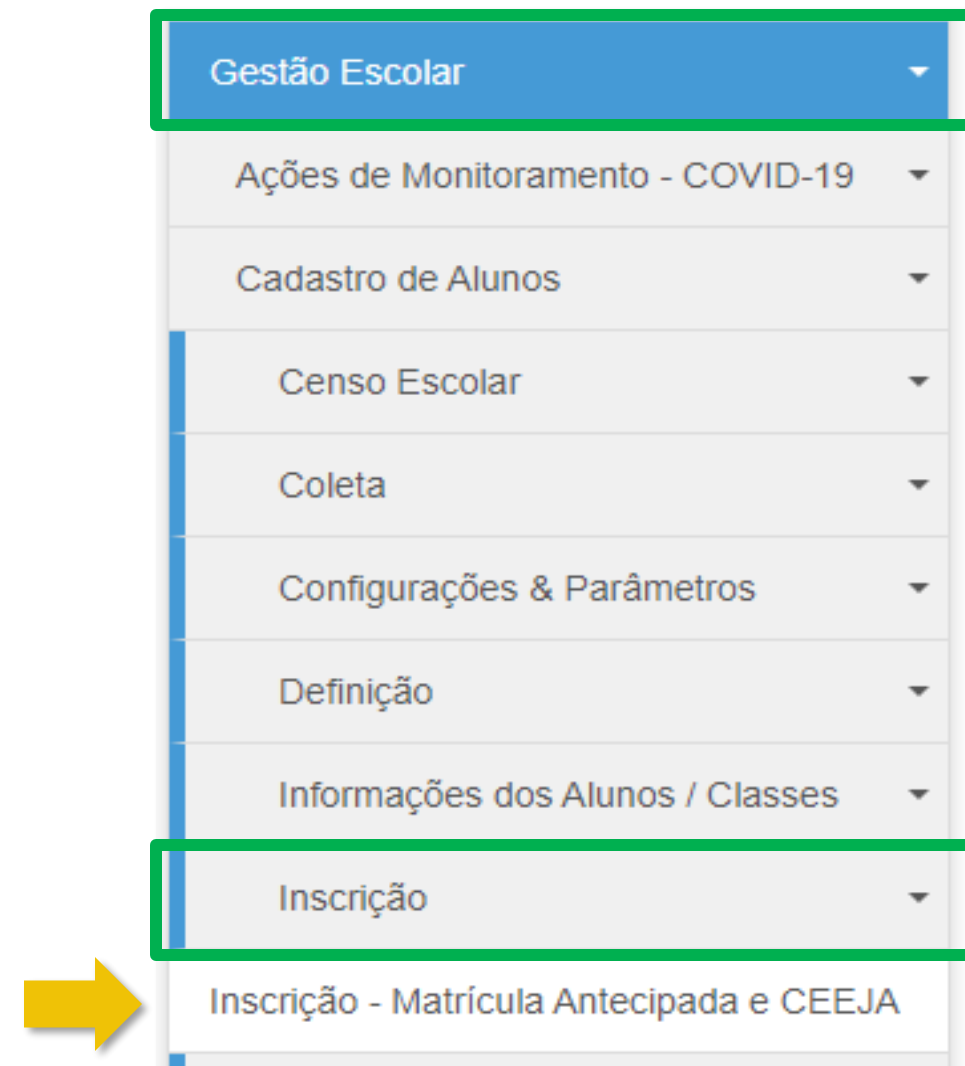 Gestão Escolar
Ações de Monitoramento - COVID-19
Cadastro de Alunos
Censo Escolar
Coleta
Configurações & Parâmetros
Definição
Informações dos Alunos / Classes
Inscrição
Inscrição - Matrícula Antecipada e CEEJA